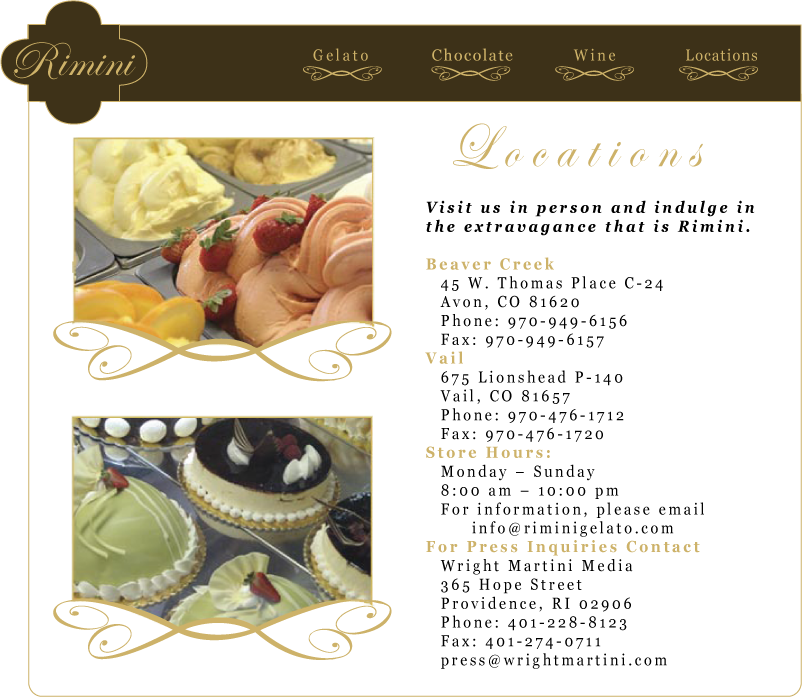 Rimini
Gelato
Chocolate
Wine
Locations
Locations
Visit us in person and indulge in
the extravagance that is Rimini.
Beaver Creek
45 W. Thomas Place C-24
Avon, CO 81620
Phone: 970-949-6156
Fax: 970-949-6157
Vail
675 Lionshead P-140
Vail, CO 81657
Phone: 970-476-1712
Fax: 970-476-1720
Store Hours:
Monday – Sunday
8:00 am – 10:00 pm
For information, please email
info@riminigelato.com
For Press Inquiries Contact
Wright Martini Media
365 Hope Street
Providence, RI 02906
Phone: 401-228-8123
Fax: 401-274-0711
press@wrightmartini.com